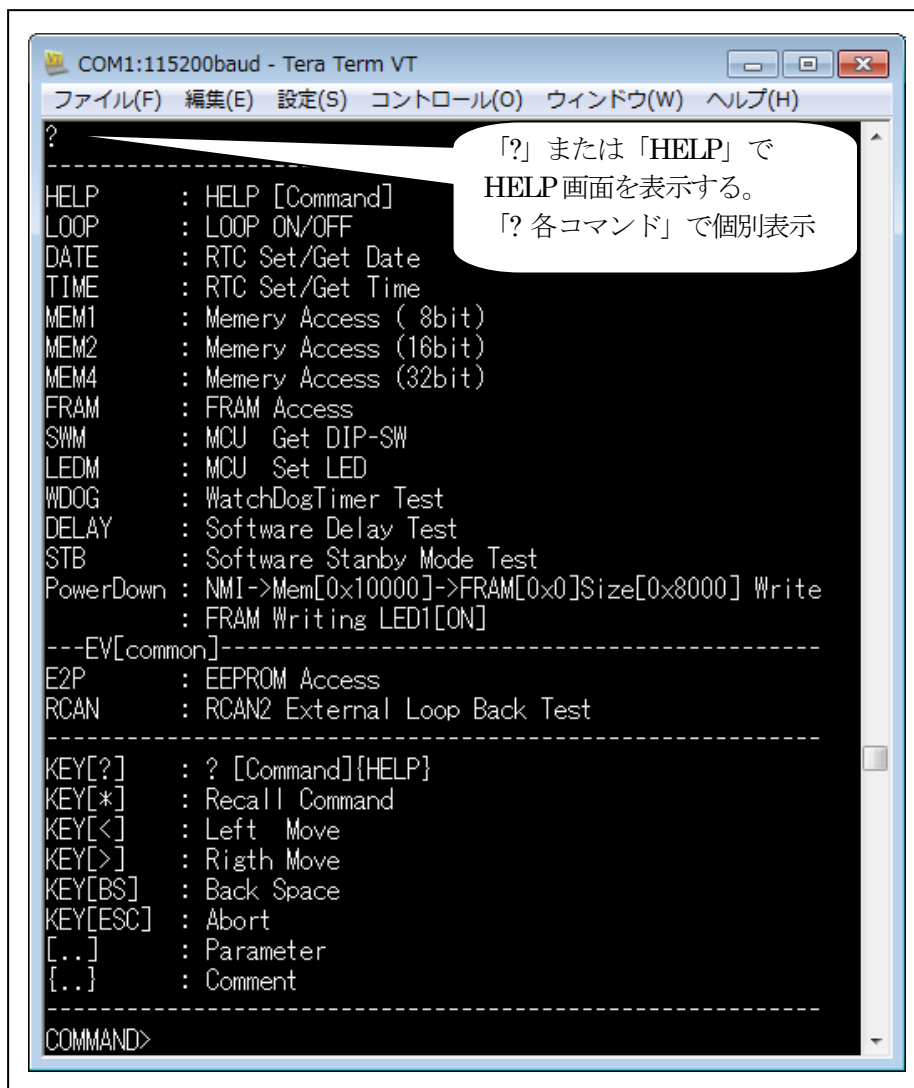 COM1:115200baud - Tera Term VT
ファイル(F) 編集(E) 設定(S) コントロール(O) ウィンドウ(W) ヘルプ(H)
?
「?」または「HELP」で
HELP画面を表示する。
「? 各コマンド」で個別表示
------------------------------------------------------------
HELP : HELP [Command]
LOOP : LOOP ON/OFF
DATE : RTC Set/Get Date
TIME : RTC Set/Get Time
MEM1 : Memery Access ( 8bit)
MEM2 : Memery Access (16bit)
MEM4 : Memery Access (32bit)
FRAM : FRAM Access
SWM : MCU  Get DIP-SW
LEDM : MCU  Set LED
WDOG : WatchDogTimer Test
DELAY : Software Delay Test
STB : Software Stanby Mode Test
PowerDown : NMI->Mem[0x10000]->FRAM[0x0]Size[0x8000] Write
: FRAM Writing LED1[ON]
---EV[common]-----------------------------------------------
E2P : EEPROM Access
RCAN : RCAN2 External Loop Back Test
------------------------------------------------------------
KEY[?] : ? [Command]{HELP}
KEY[*] : Recall Command
KEY[<] : Left  Move
KEY[>] : Rigth Move
KEY[BS] : Back Space
KEY[ESC] : Abort
[..] : Parameter
{..} : Comment
------------------------------------------------------------
COMMAND>